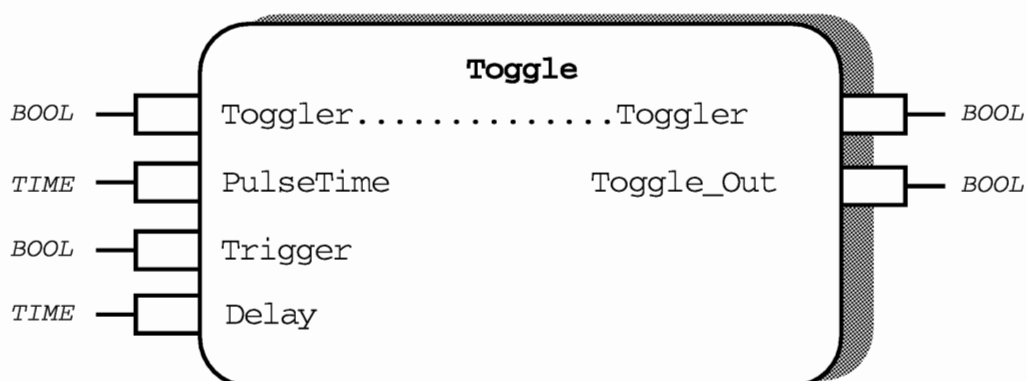 Toggle
BOOL Toggler..............Toggler BOOL
TIME PulseTime Toggle_Out BOOL
BOOL Trigger
TIME Delay